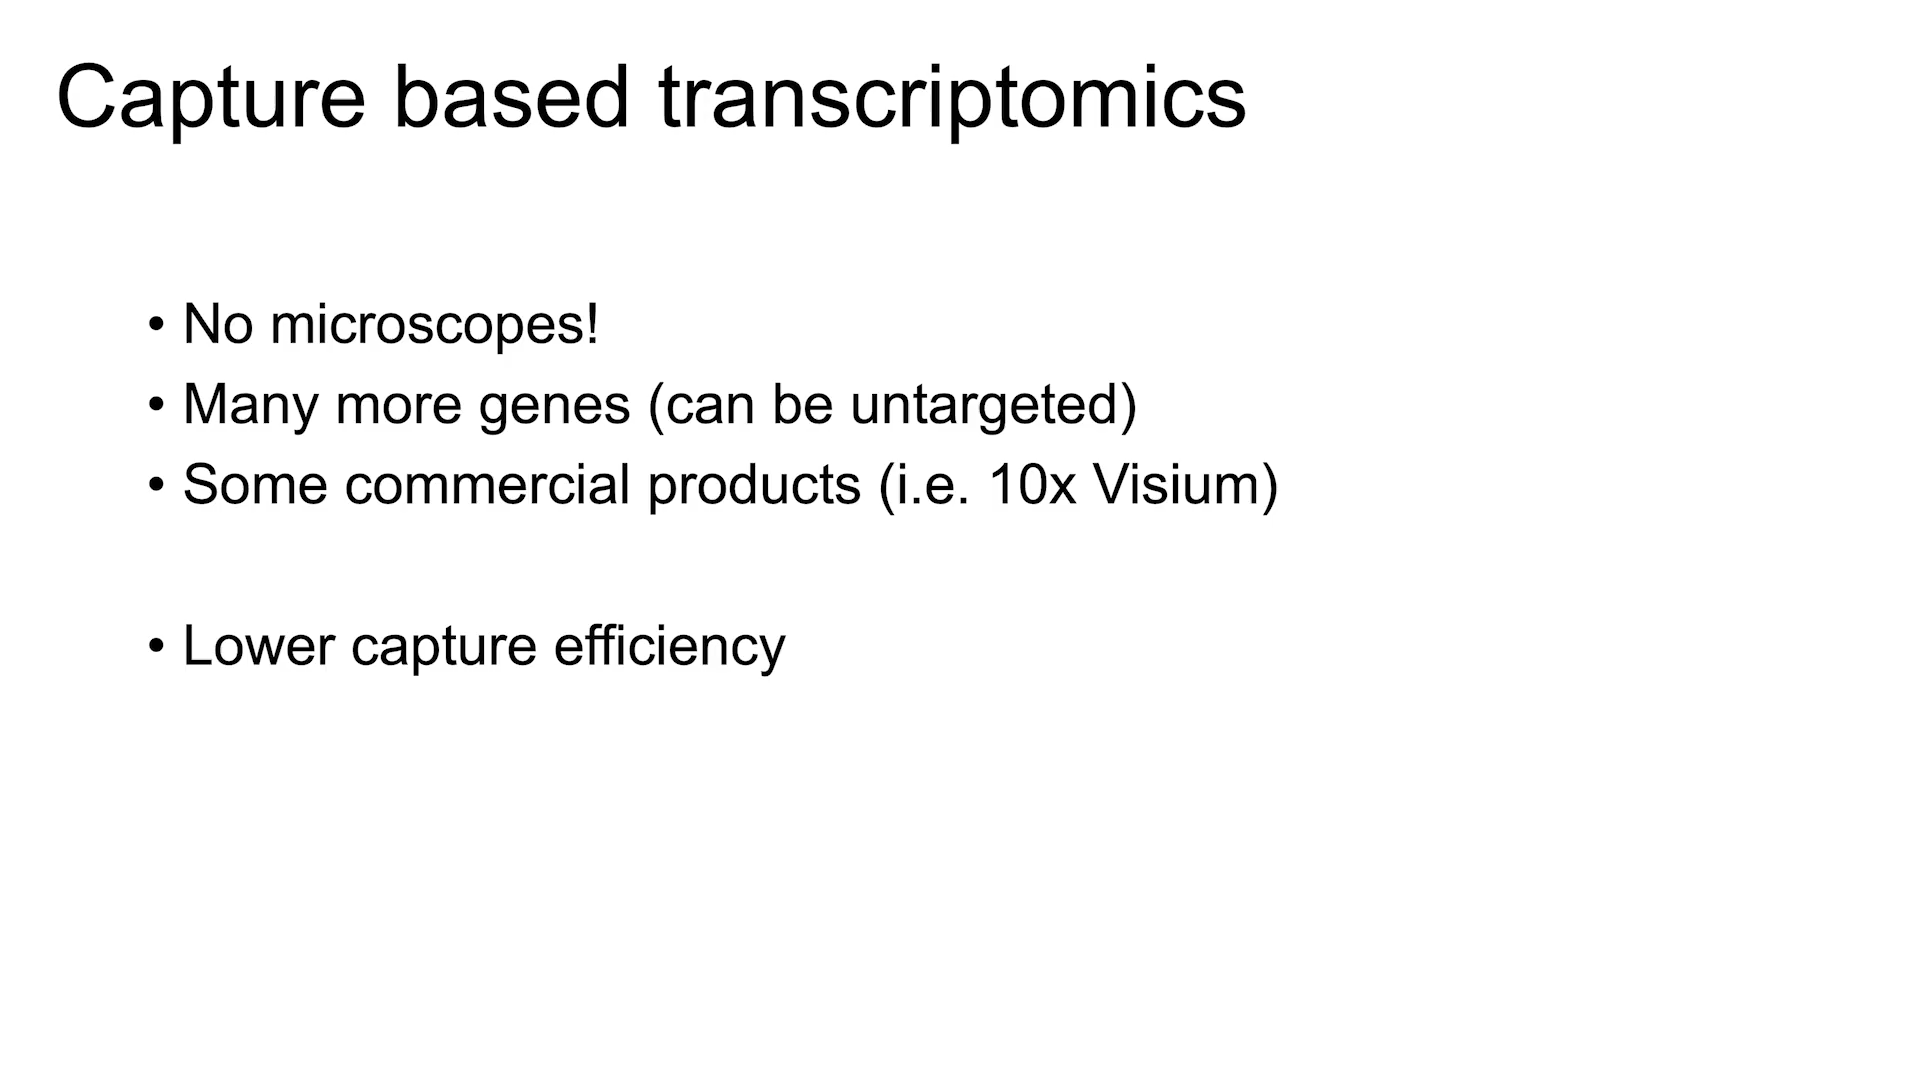 Capture based transcriptomics
• No microscopes!
• Many more genes (can be untargeted)
• Some commercial products (i.e. 10x Visium)
• Lower capture efficiency